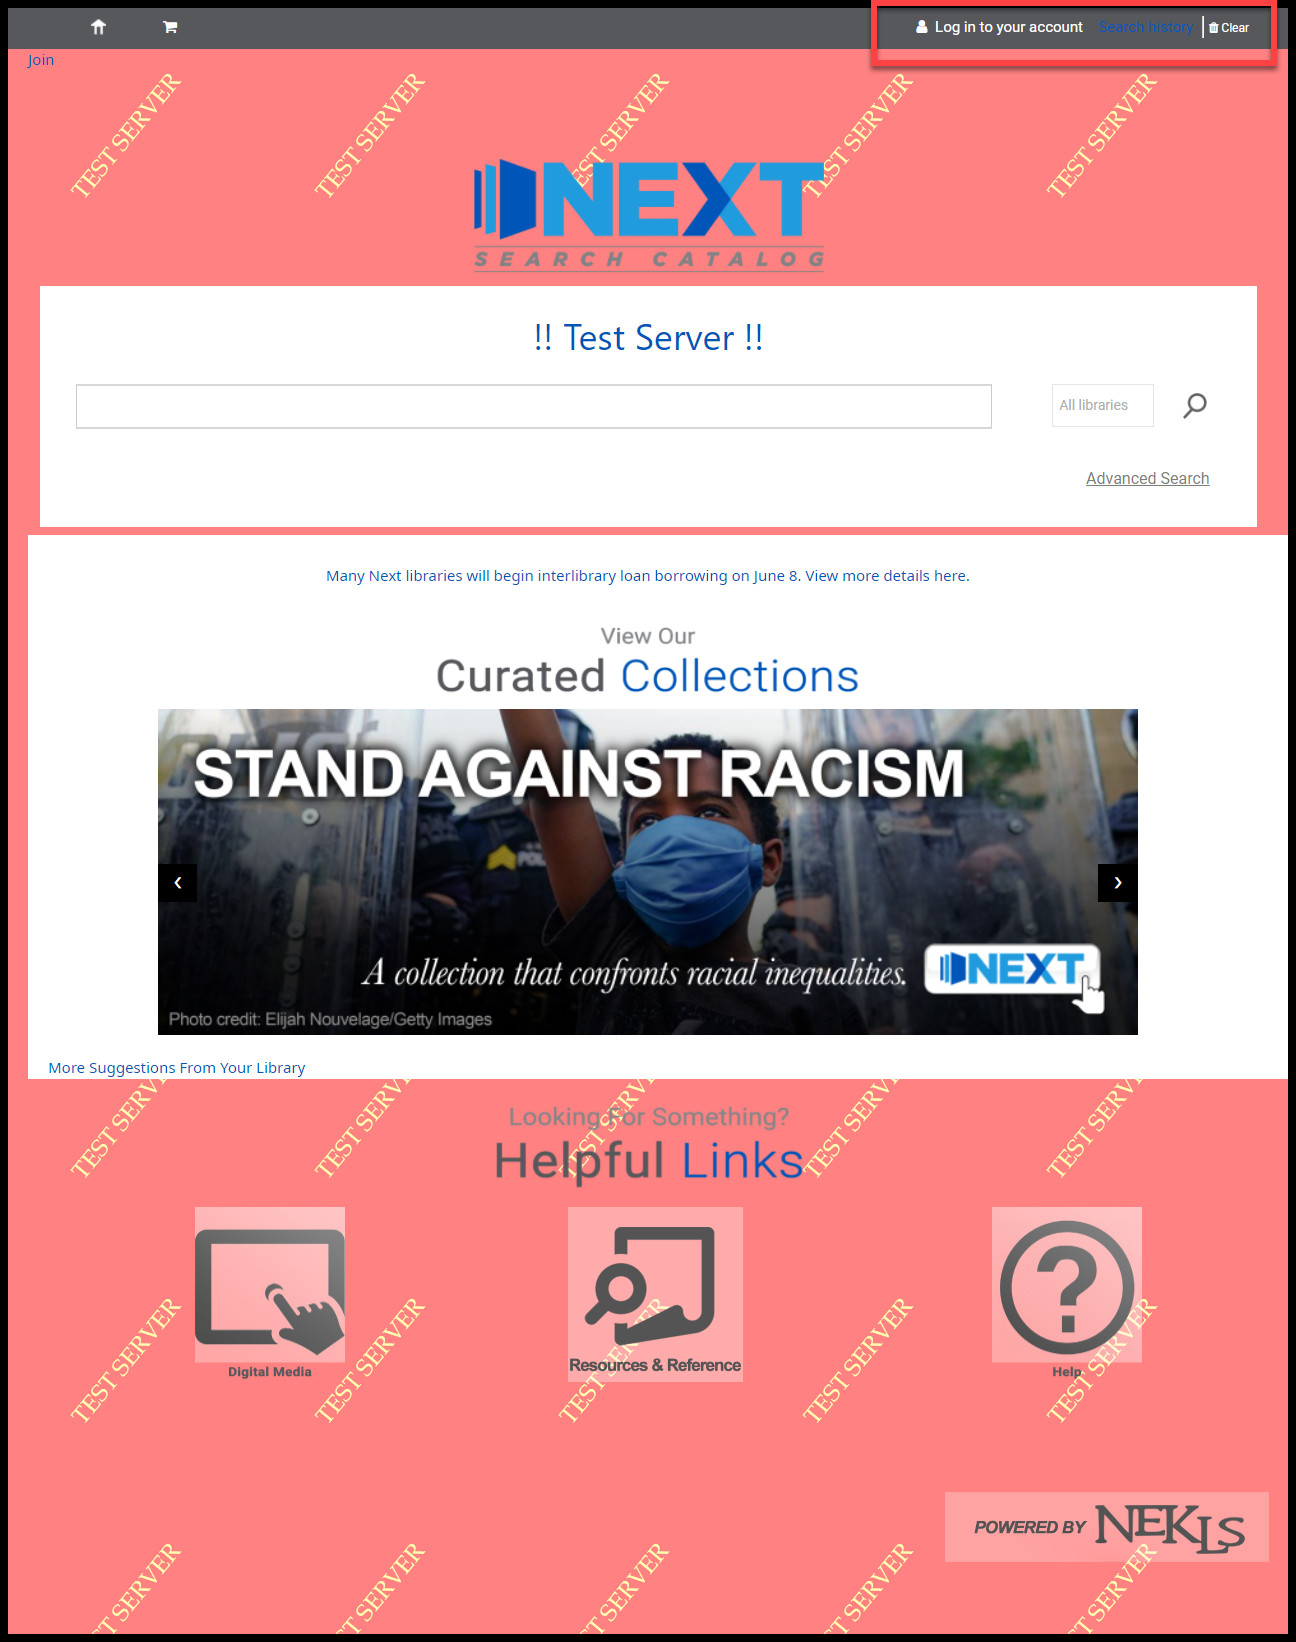 Log in to your account Search history Clear
Join
TEST SERVER TEST SERVER TEST SERVER TEST SERVER TEST SERVER
NEXT
SEARCH CATALOG
!! Test Server !!
All libraries
Advanced Search
Many Next libraries will begin interlibrary loan borrowing on June 8. View more details here.
View Our
Curated Collections
STAND AGAINST RACISM
A collection that confronts racial inequalities. NEXT
Photo credit: Elijah Nouvelage/Getty Images
More Suggestions From Your Library
TEST SERVER TEST SERVER TEST SERVER TEST SERVER TEST SERVER
Looking For Something?
Helpful Links
Digital Media
Resources & Reference
Help
TEST SERVER TEST SERVER TEST SERVER TEST SERVER TEST SERVER
POWERED BY NEKLS
TEST SERVER TEST SERVER TEST SERVER TEST SERVER TEST SERVER